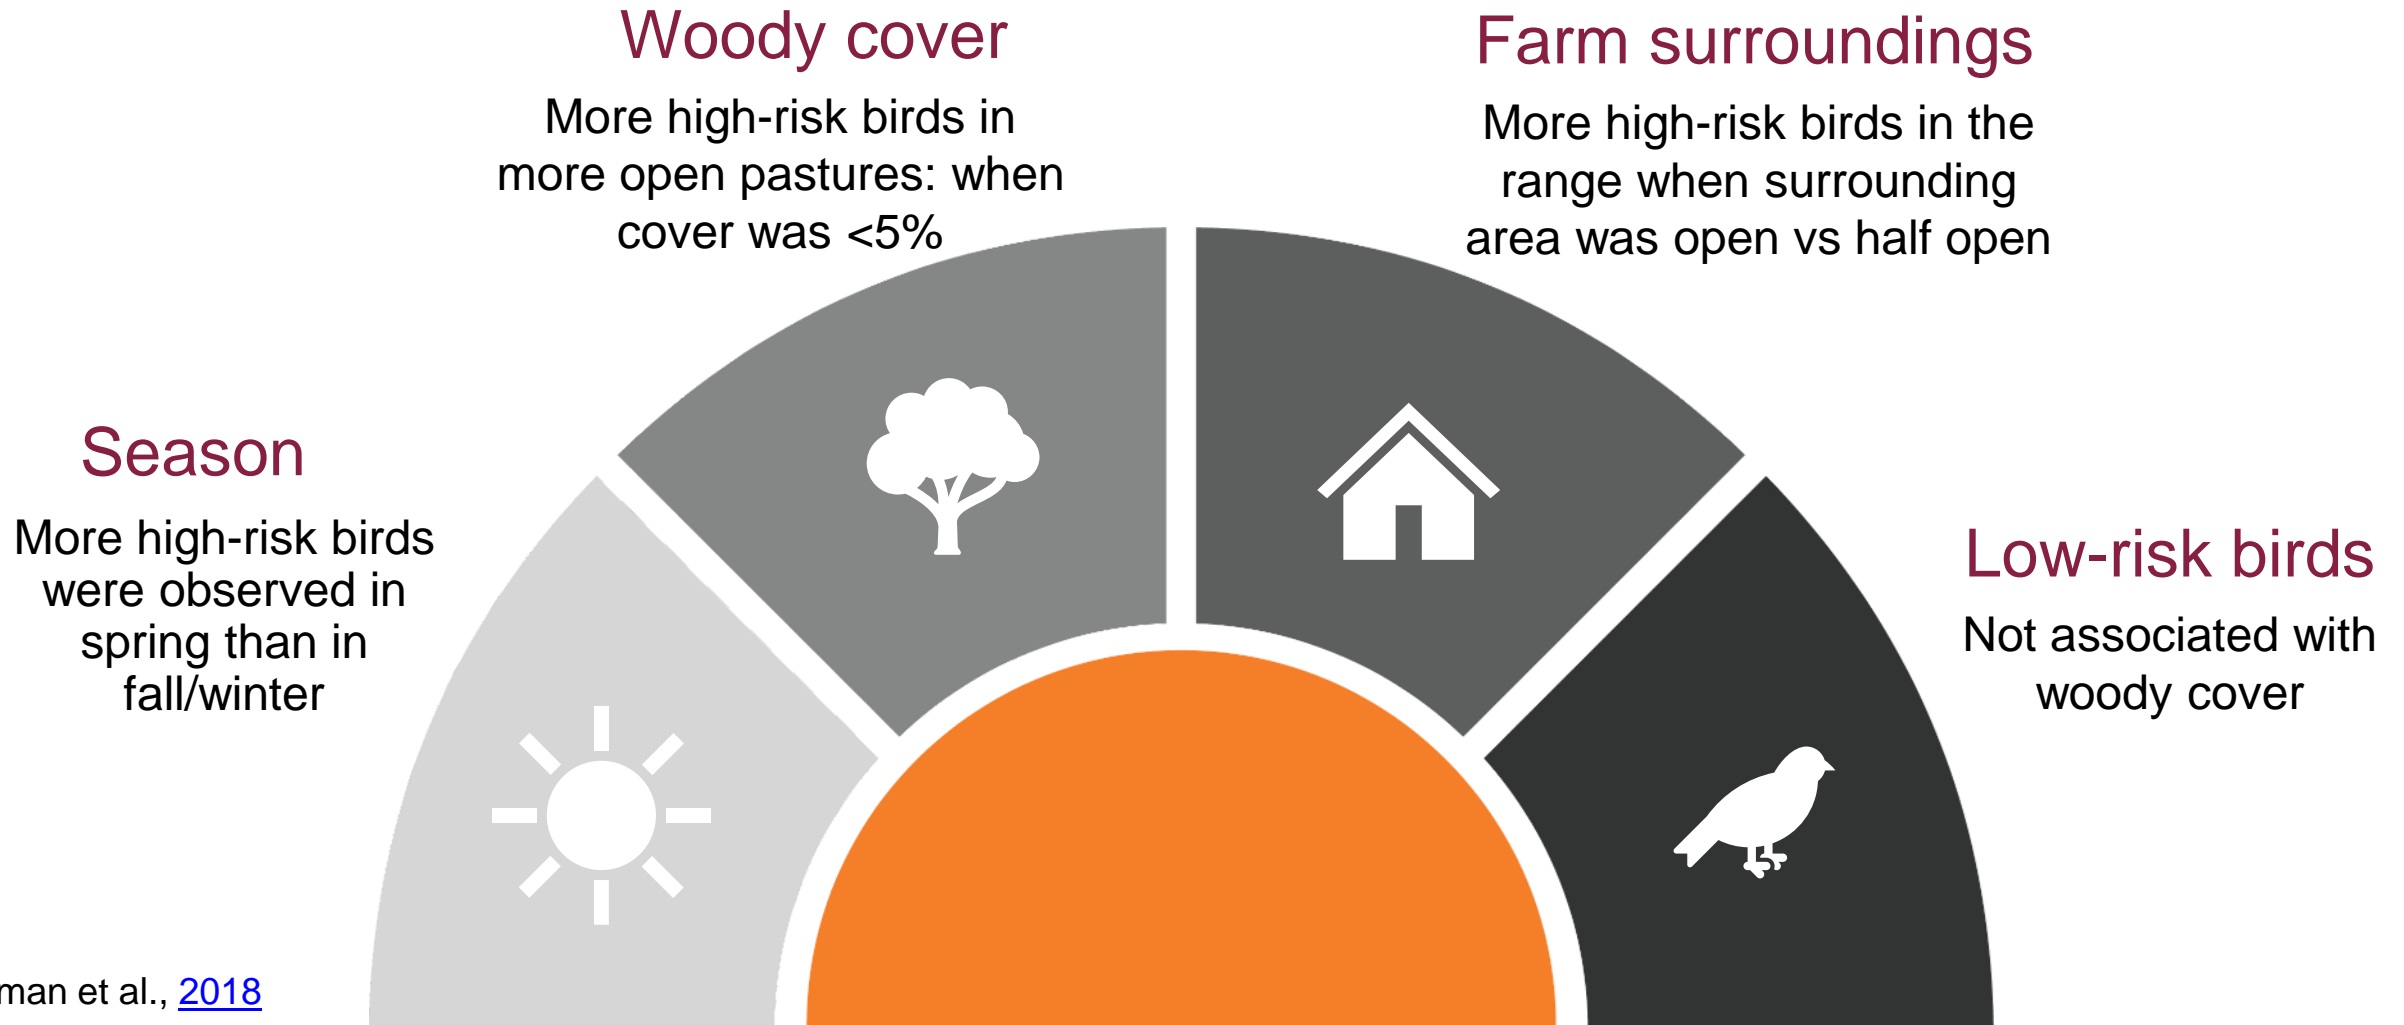 Woody cover
More high-risk birds in
more open pastures: when
cover was <5%
Farm surroundings
More high-risk birds in the
range when surrounding
area was open vs half open
Season
More high-risk birds
were observed in
spring than in
fall/winter
Low-risk birds
Not associated with
woody cover
et al., 2018